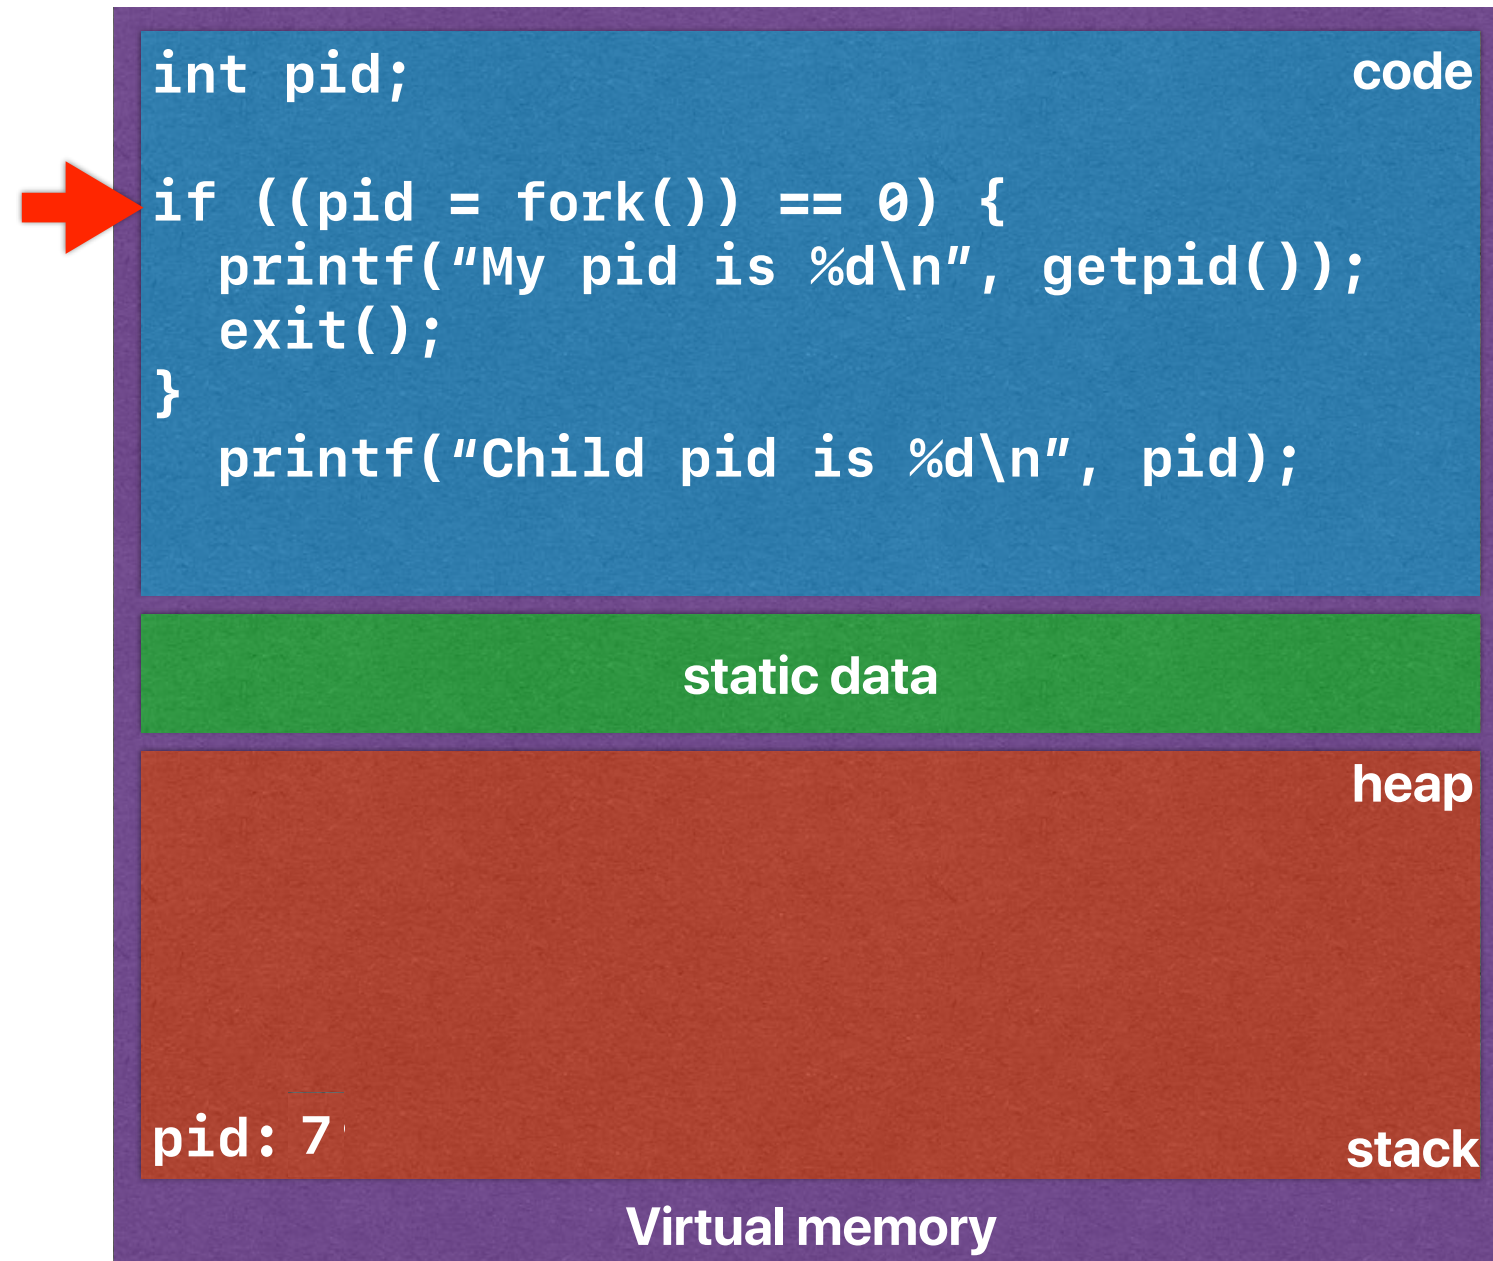 int pid;
code
if ((pid = fork()) == 0) {
printf(“My pid is %d\n”, getpid());
exit();
}
printf(“Child pid is %d\n”, pid);
static data
heap
pid: 7
stack
Virtual memory